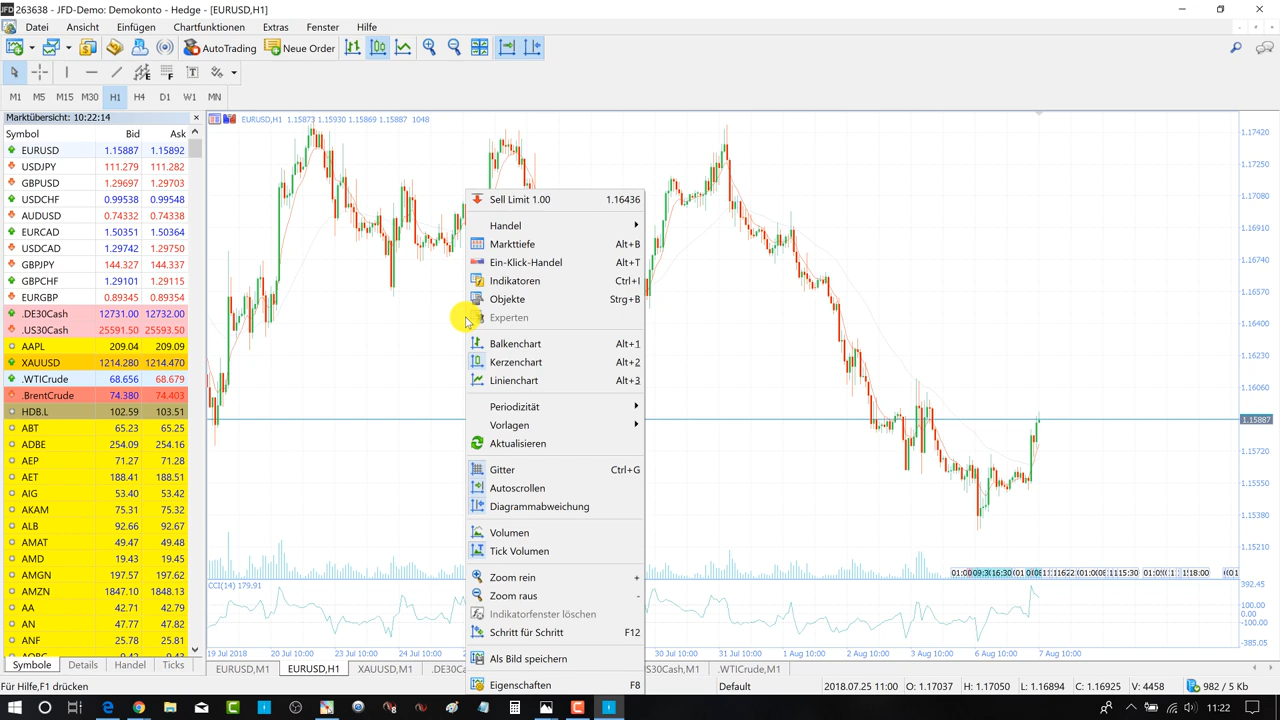 263638 - JFD-Demo: Demokonto - Hedge - [EURUSD,H1]
Datei Ansicht Einfügen Chartfunktionen Extras Fenster Hilfe
AutoTrading Neue Order
M1 M5 M15 M30 H1 H4 D1 W1 MN
Marktübersicht: 10:22:14
Symbol Bid Ask
EURUSD 1.15887 1.15892
USDJPY 111.279 111.282
GBPUSD 1.29697 1.29703
USDCHF 0.99538 0.99548
AUDUSD 0.74332 0.74338
EURCAD 1.50351 1.50364
USDCAD 1.29742 1.29750
GBPJPY 144.327 144.337
GBPCHF 1.29101 1.29115
EURGBP 0.89345 0.89354
.DE30Cash 12731.00 12732.00
.US30Cash 25591.50 25593.50
AAPL 209.04 209.09
XAUUSD 1214.280 1214.470
.WTICrude 68.656 68.679
.BrentCrude 74.380 74.403
HDB.L 102.59 103.51
ABT 65.23 65.25
ADBE 254.09 254.16
AEP 71.27 71.28
AET 188.41 188.51
AIG 53.40 53.42
AKAM 75.31 75.32
ALB 92.66 92.67
AMAT 49.47 49.48
AMD 19.43 19.45
AMGN 197.57 197.62
AMZN 1847.10 1848.13
AA 42.71 42.79
AN 47.77 47.82
ANF 25.78 25.81
Symbole Details Handel Ticks
EURUSD,H1 1.15873 1.15930 1.15869 1.15887 1048
Sell Limit 1.00 1.16436
Handel
Markttiefe Alt+B
Ein-Klick-Handel Alt+T
Indikatoren Ctrl+I
Objekte Strg+B
Experten
Balkenchart Alt+1
Kerzenchart Alt+2
Linienchart Alt+3
Periodizität
Vorlagen
Aktualisieren
Gitter Ctrl+G
Autoscrollen
Diagrammabweichung
Volumen
Tick Volumen
Zoom rein +
Zoom raus -
Indikatorfenster löschen
Schritt für Schritt F12
Als Bild speichern
Eigenschaften F8
1.17420
1.17250
1.17080
1.16910
1.16740
1.16570
1.16400
1.16230
1.16060
1.15887
1.15720
1.15550
1.15380
1.15210
CCI(14) 179.91
392.45
100.00
0.00
-100.00
-385.05
19 Jul 2018 20 Jul 10:00 23 Jul 10:00 24 Jul 10:00 30 Jul 10:00 31 Jul 10:00 1 Aug 10:00 2 Aug 10:00 3 Aug 10:00 6 Aug 10:00 7 Aug 10:00
EURUSD,M1 EURUSD,H1 XAUUSD,M1 .WTICrude,M1
Für Hilfe,F1 drücken Default 2018.07.25 11:00 O: 1.17037 H: 1.17050 L: 1.16894 C: 1.16925 V: 4458 982 / 5 Kb
11:22